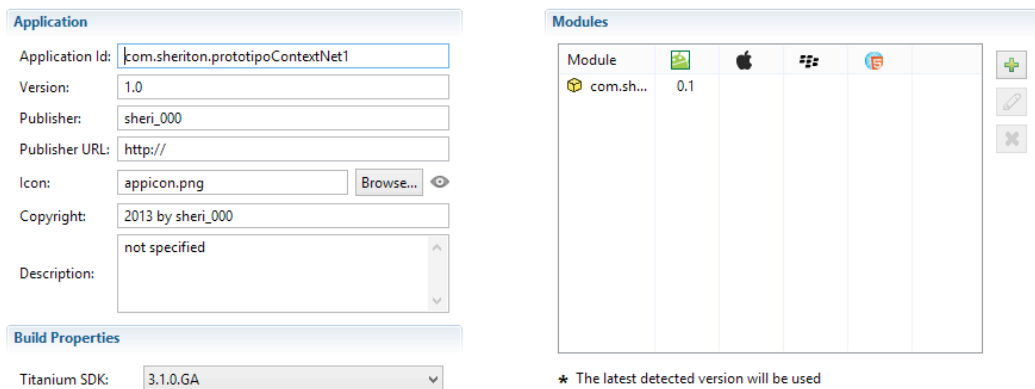 Application
Application Id: com.sheriton.prototipoContextNet1
Version: 1.0
Publisher: sheri_000
Publisher URL: http://
Icon: appicon.png Browse...
Copyright: 2013 by sheri_000
Description: not specified
Build Properties
Titanium SDK: 3.1.0.GA
Modules
Module
com.sh... 0.1
* The latest detected version will be used